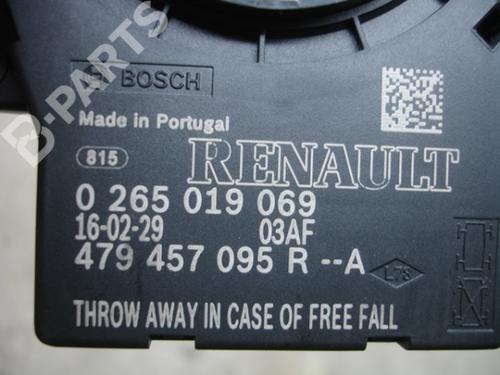 BOSCH
B-PARTS
Made in Portugal
815
RENAULT
0 265 019 069
16-02-29 03AF
479 457 095 R --A
L7S
THROW AWAY IN CASE OF FREE FALL